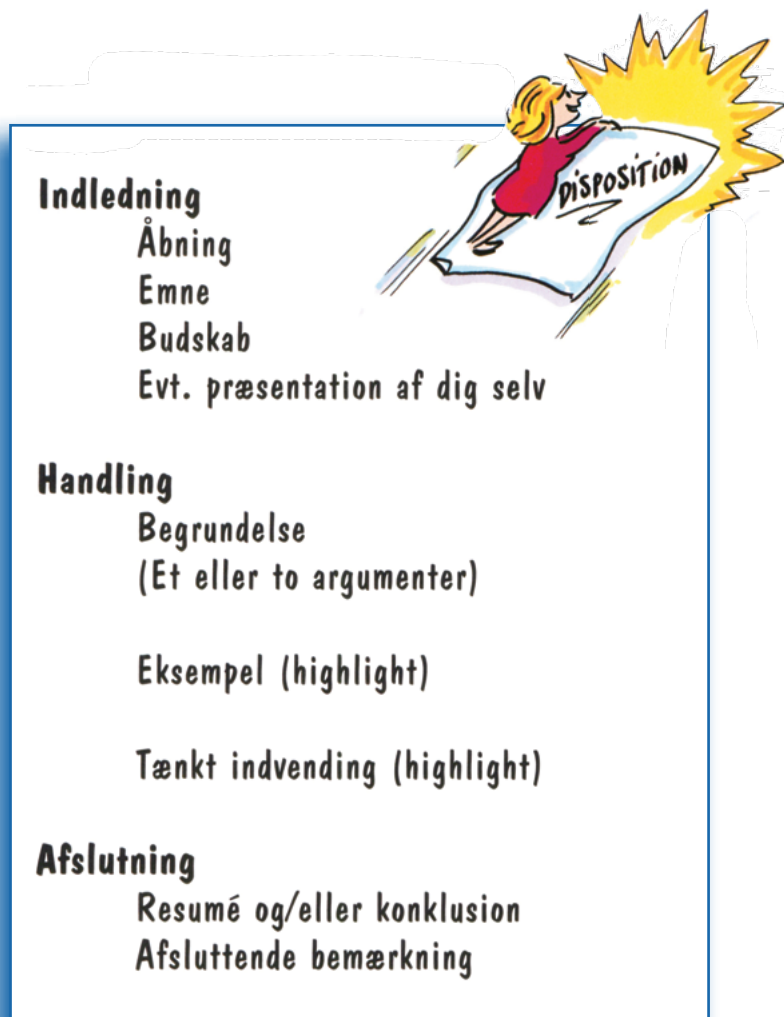 DISPOSITION
Indledning
Åbning
Emne
Budskab
Evt. præsentation af dig selv
Handling
Begrundelse
(Et eller to argumenter)
Eksempel (highlight)
Tænkt indvending (highlight)
Afslutning
Resumé og/eller konklusion
Afsluttende bemærkning